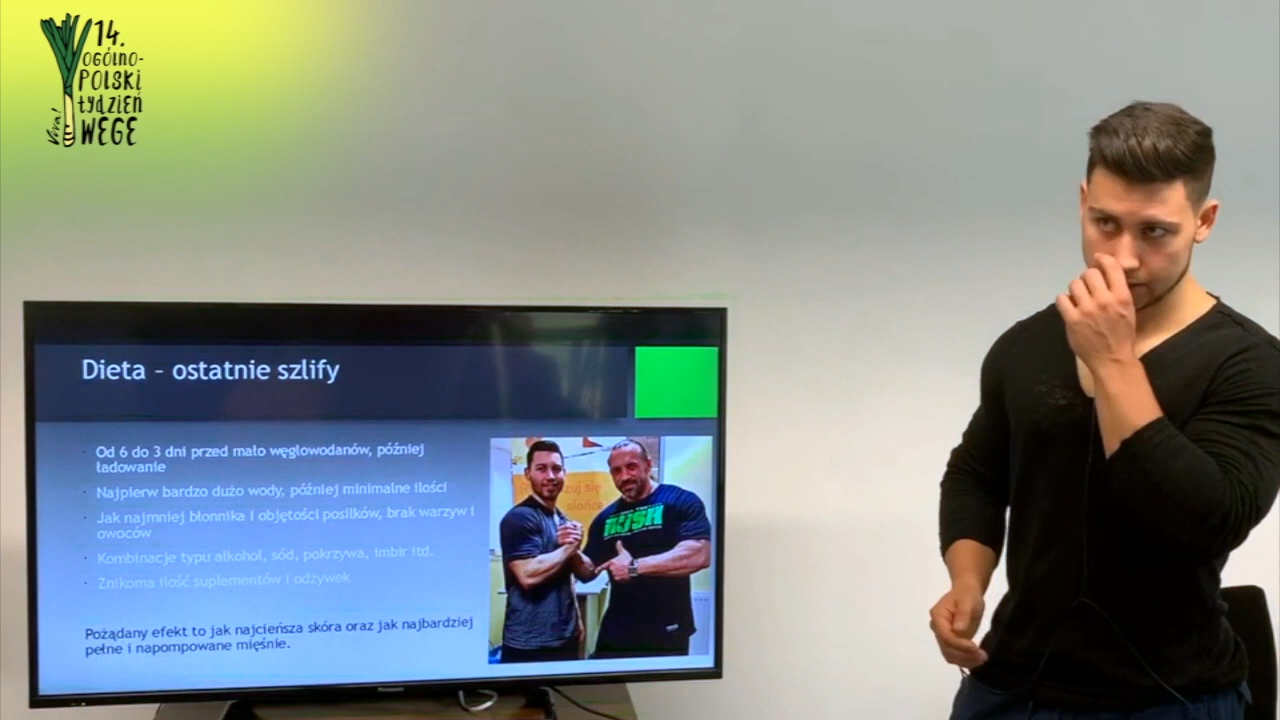 14.
OGÓLNO-
POLSKI
tydzień
WEGE
Viva!
Dieta – ostatnie szlify
Od 6 do 3 dni przed mało węglowodanów, później
ładowanie
Najpierw bardzo dużo wody, później minimalne ilości
Jak najmniej błonnika i objętości posiłków, brak warzyw i
owoców
Kombinacje typu alkohol, sód, pokrzywa, imbir itd.
Znikoma ilość suplementów i odżywek
Pożądany efekt to jak najcieńsza skóra oraz jak najbardziej
pełne i napompowane mięśnie.
Panasonic